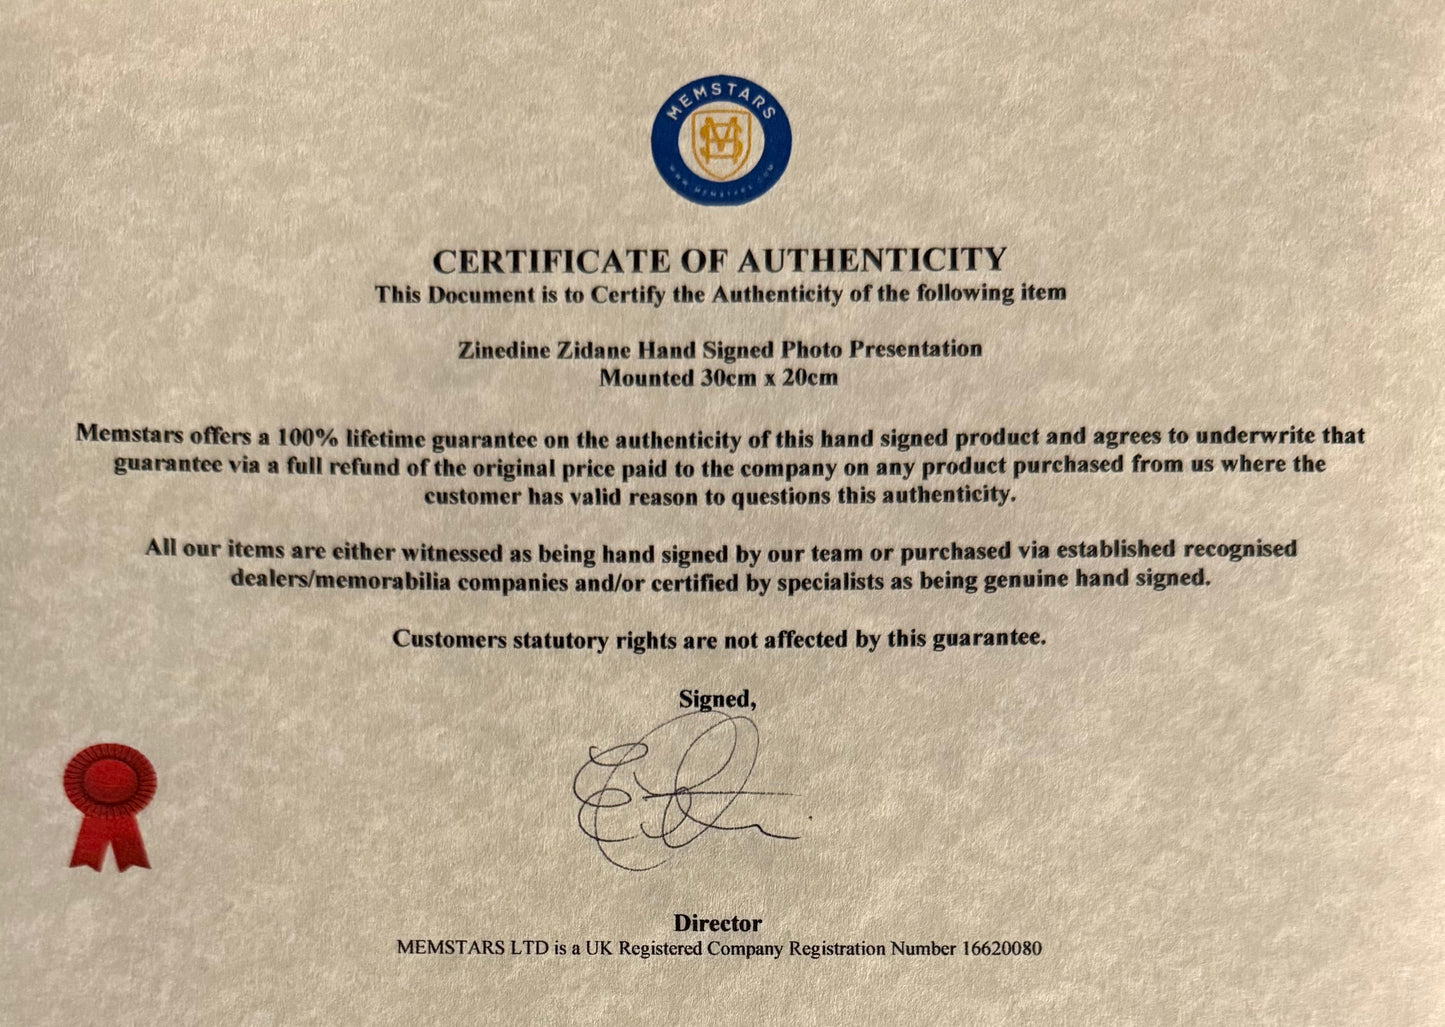 MEMSTARS
MS
WWW.MEMSTARS.COM
CERTIFICATE OF AUTHENTICITY
This Document is to Certify the Authenticity of the following item
Zinedine Zidane Hand Signed Photo Presentation
Mounted 30cm x 20cm
Memstars offers a 100% lifetime guarantee on the authenticity of this hand signed product and agrees to underwrite that
guarantee via a full refund of the original price paid to the company on any product purchased from us where the
customer has valid reason to questions this authenticity.
All our items are either witnessed as being hand signed by our team or purchased via established recognised
dealers/memorabilia companies and/or certified by specialists as being genuine hand signed.
Customers statutory rights are not affected by this guarantee.
Signed,
Director
MEMSTARS LTD is a UK Registered Company Registration Number 16620080